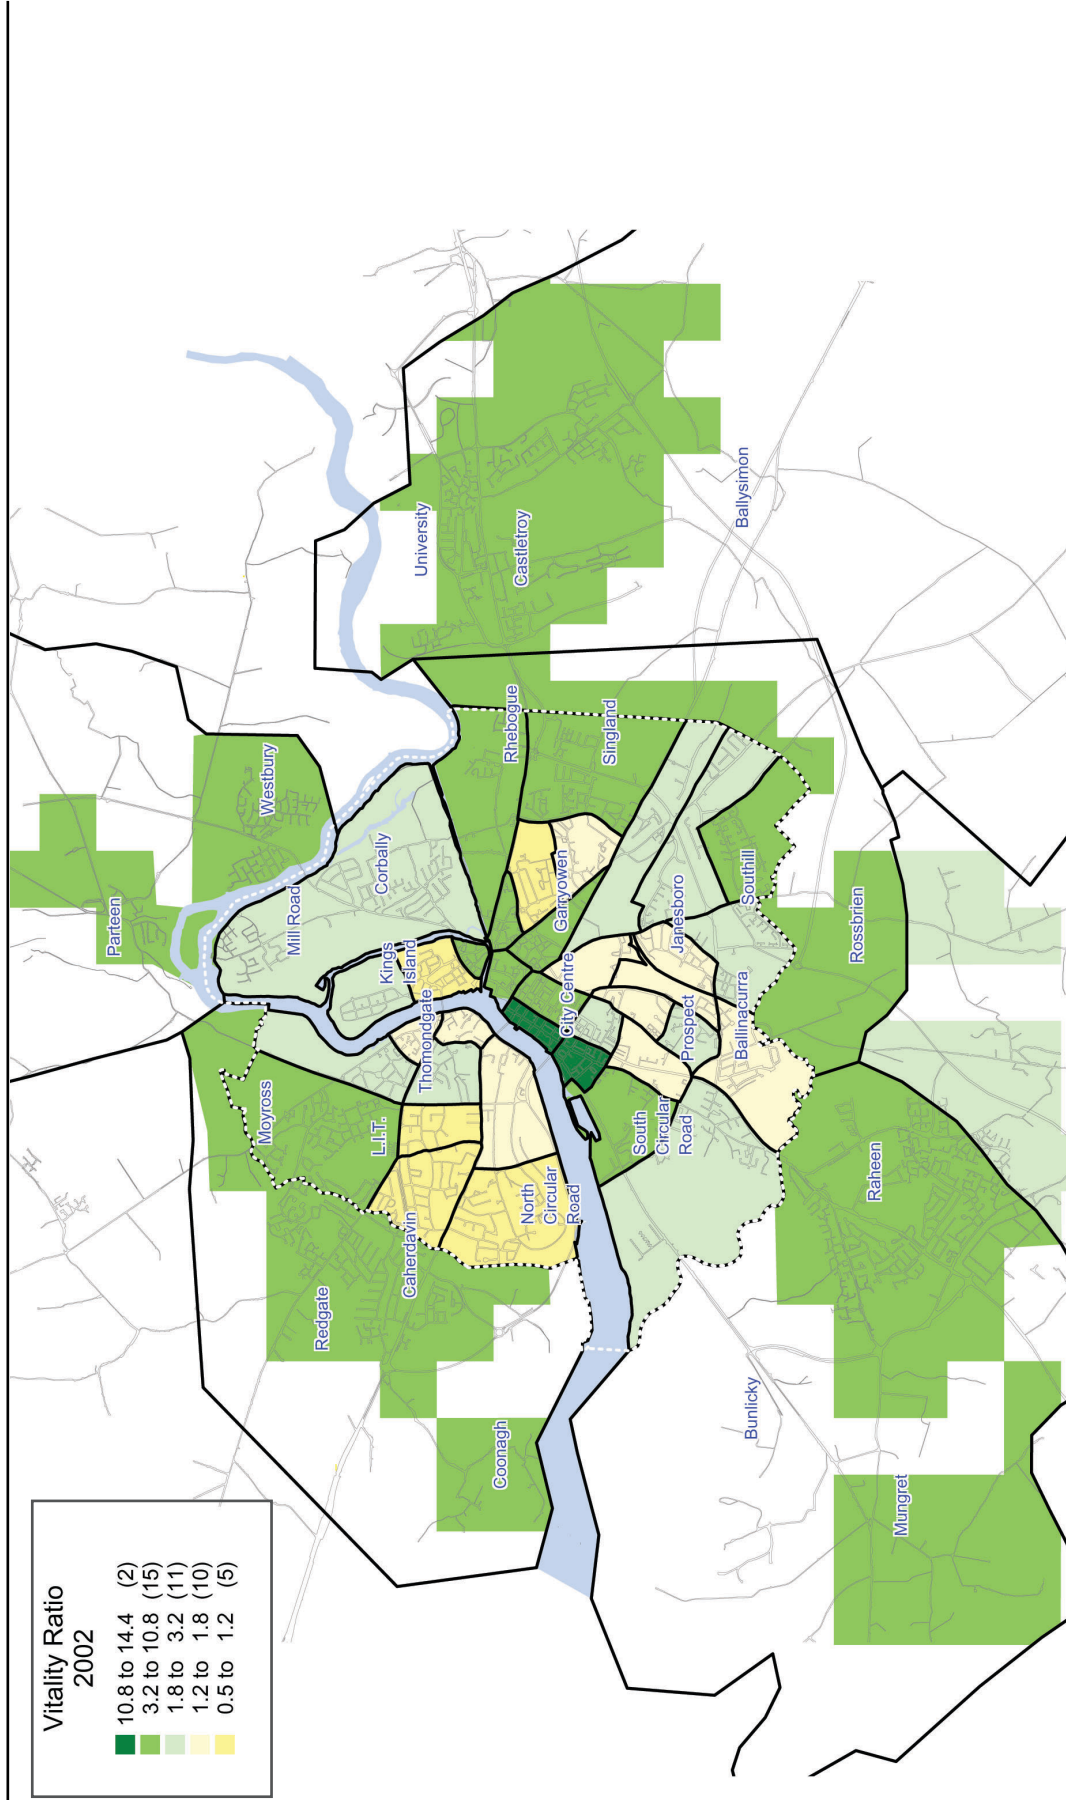 Vitality Ratio
2002
10.8 to 14.4 (2)
3.2 to 10.8 (15)
1.8 to 3.2 (11)
1.2 to 1.8 (10)
0.5 to 1.2 (5)
Parteen
Westbury
Mill Road
Corbally
Kings
Island
Thomondgate
Moyross
L.I.T.
Caherdavin
Redgate
North
Circular
Road
Coonagh
University
Castletroy
Rhebogue
Singland
Garryowen
Ballysimon
City Centre
South
Circular
Road
Prospect
Janesboro
Ballinacurra
Southill
Rossbrien
Raheen
Bunlicky
Mungret